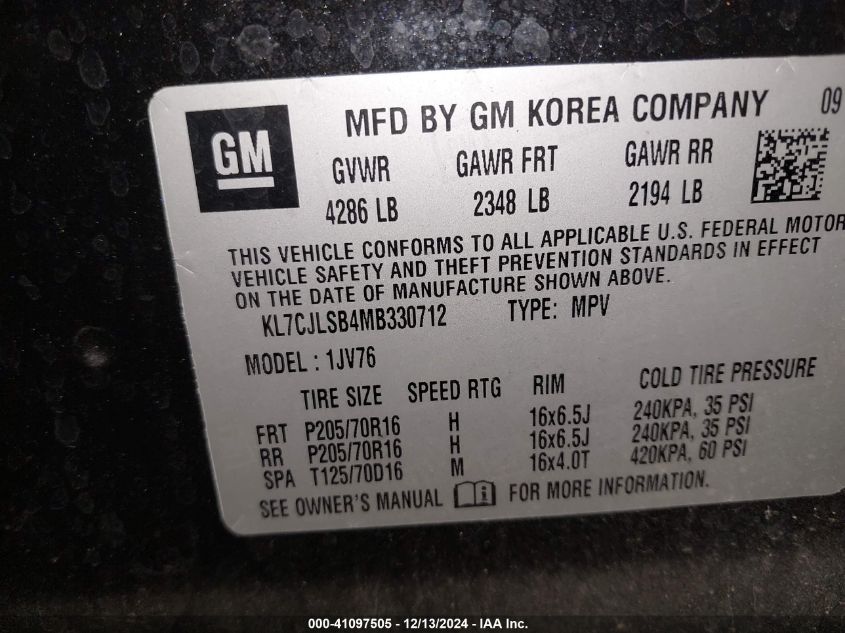 GM
MFD BY GM KOREA COMPANY 09
GVWR GAWR FRT GAWR RR
4286 LB 2348 LB 2194 LB
THIS VEHICLE CONFORMS TO ALL APPLICABLE U.S. FEDERAL MOTOR
VEHICLE SAFETY AND THEFT PREVENTION STANDARDS IN EFFECT
ON THE DATE OF MANUFACTURE SHOWN ABOVE.
KL7CJLSB4MB330712 TYPE: MPV
MODEL : 1JV76
TIRE SIZE SPEED RTG RIM COLD TIRE PRESSURE
FRT P205/70R16 H 16x6.5J 240KPA, 35 PSI
RR P205/70R16 H 16x6.5J 240KPA, 35 PSI
SPA T125/70D16 M 16x4.0T 420KPA, 60 PSI
SEE OWNER'S MANUAL i FOR MORE INFORMATION.
000-41097505 - 12/13/2024 - IAA Inc.